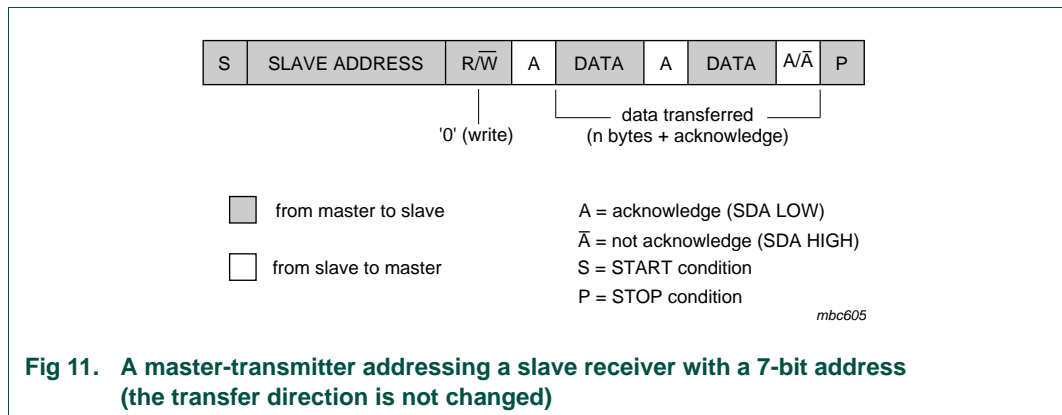 S SLAVE ADDRESS R/W̅ A DATA A DATA A/A̅ P
data transferred
'0' (write) (n bytes + acknowledge)
from master to slave
from slave to master
A = acknowledge (SDA LOW)
A̅ = not acknowledge (SDA HIGH)
S = START condition
P = STOP condition
mbc605
Fig 11. A master-transmitter addressing a slave receiver with a 7-bit address
(the transfer direction is not changed)